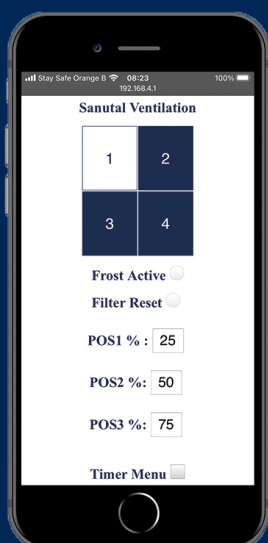 Stay Safe Orange B 08:23 100%
192.168.4.1
Sanutal Ventilation
1 2
3 4
Frost Active
Filter Reset
POS1 % : 25
POS2 %: 50
POS3 %: 75
Timer Menu